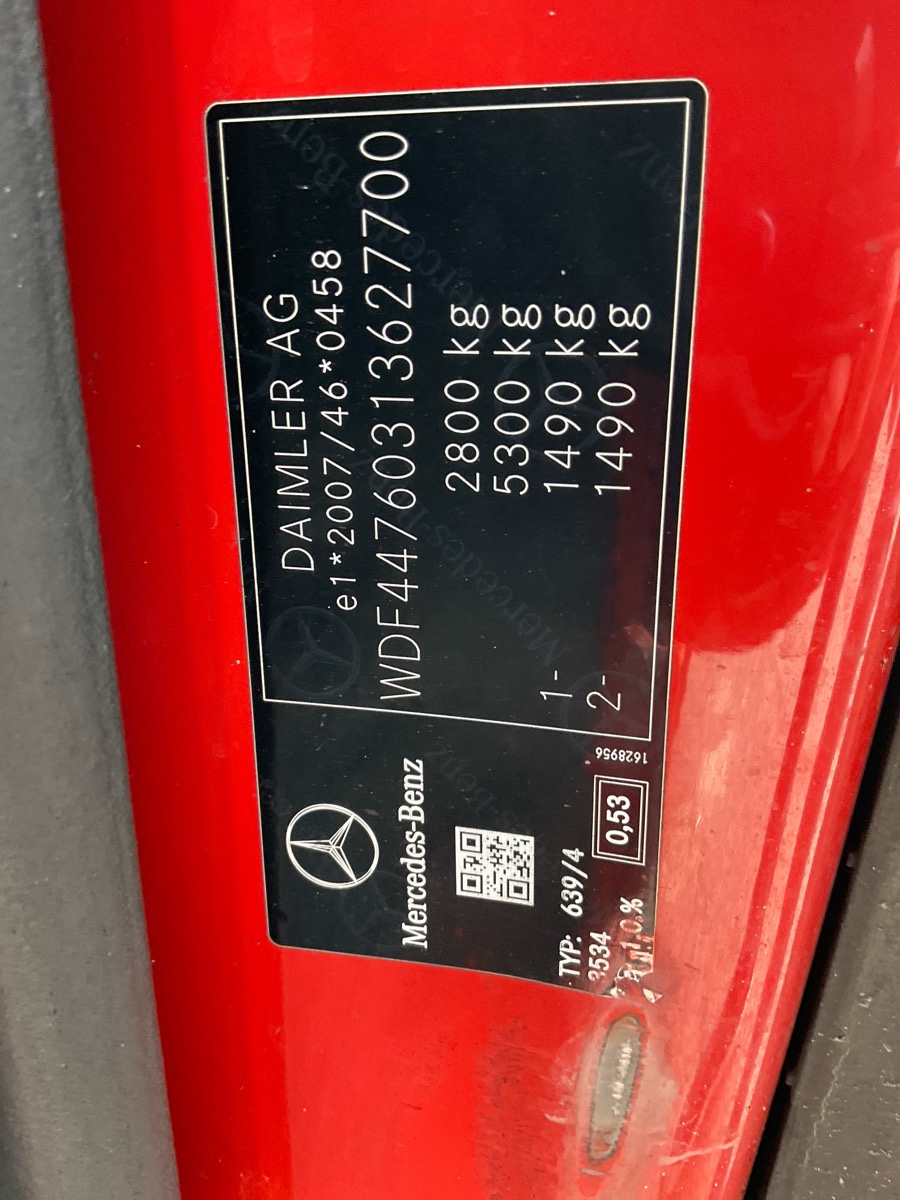 DAIMLER AG
e1*2007/46*0458
WDF44760313627700
2800 kg
5300 kg
1- 1490 kg
2- 1490 kg
Mercedes-Benz
TYP: 639/4
0,53
1628956